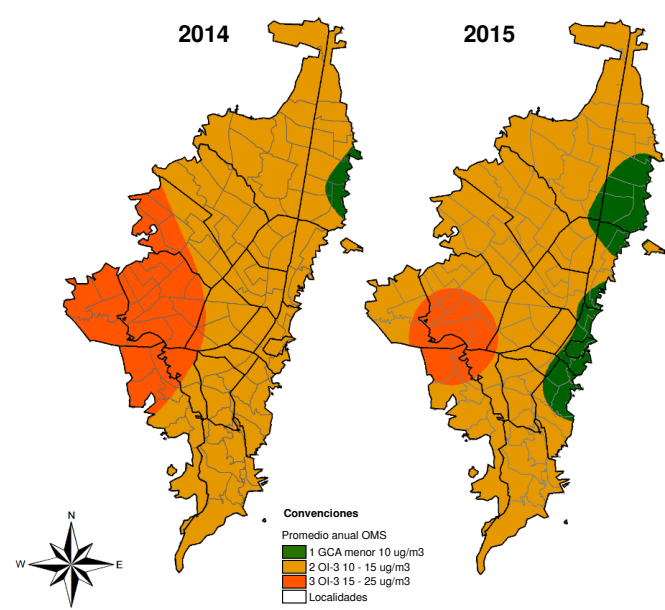 2014
2015
N
W
E
S
Convenciones
Promedio anual OMS
1 GCA menor 10 ug/m3
2 OI-3 10 - 15 ug/m3
3 OI-3 15 - 25 ug/m3
Localidades